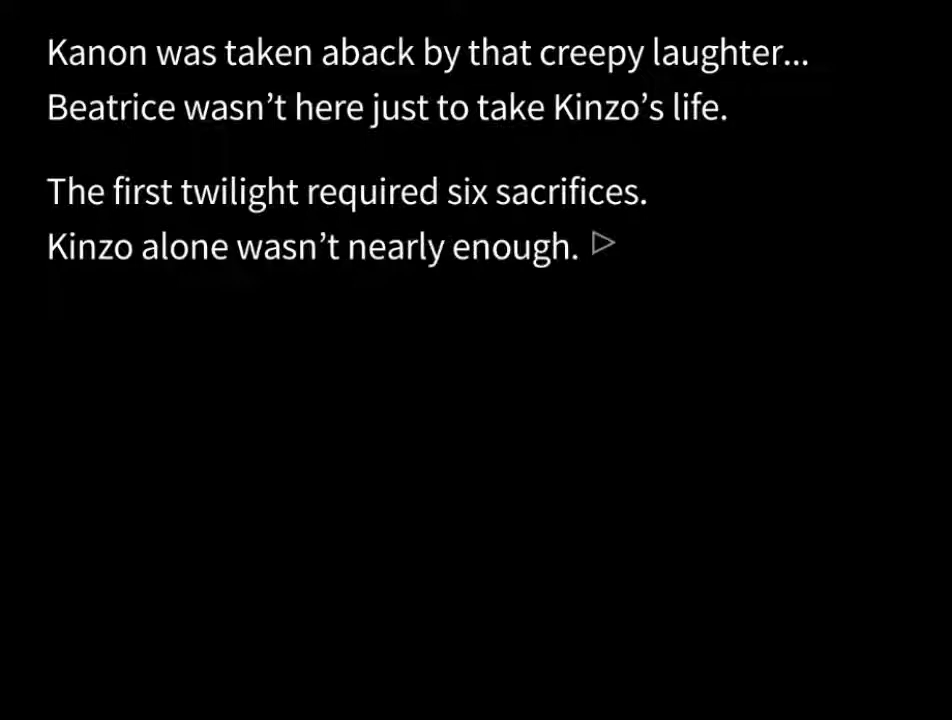 Kanon was taken aback by that creepy laughter...
Beatrice wasn’t here just to take Kinzo’s life.
The first twilight required six sacrifices.
Kinzo alone wasn’t nearly enough.